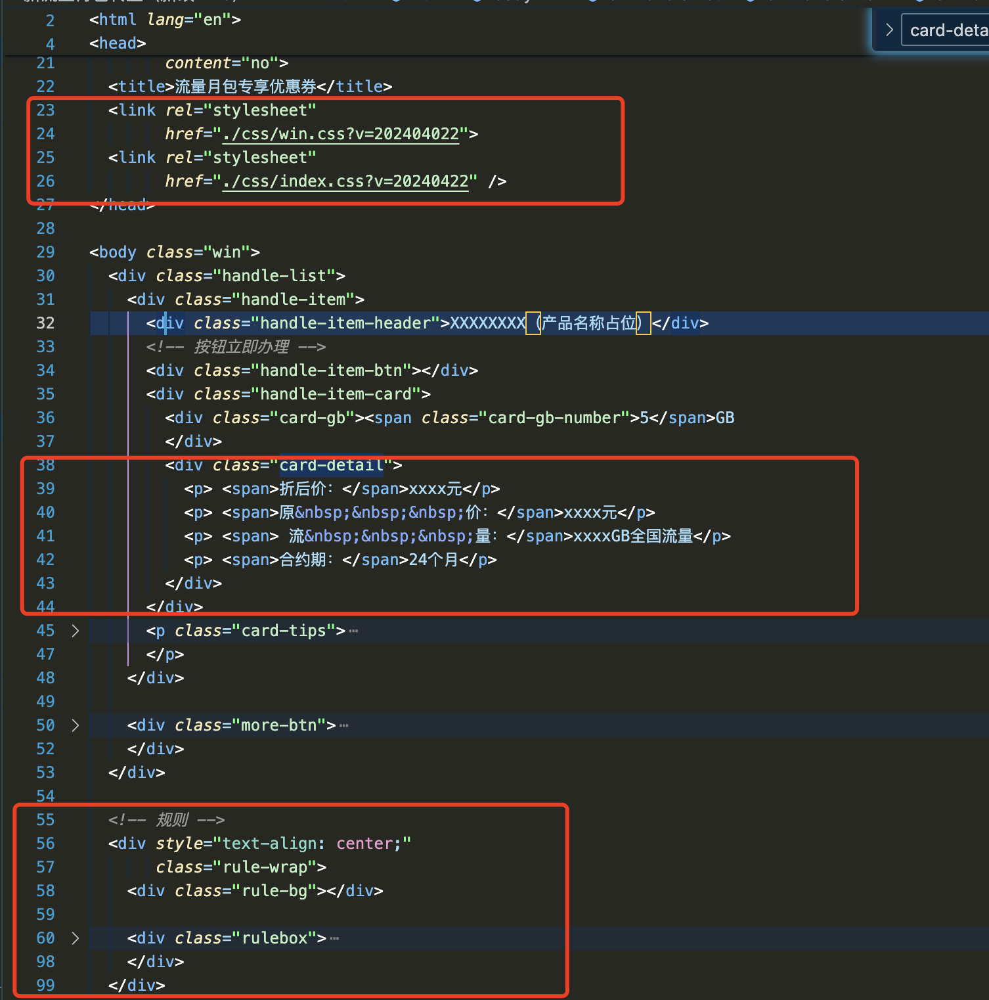 2 <html lang="en">
4 <head>
card-deta
21 content="no">
22 <title>流量月包专享优惠券</title>
23 <link rel="stylesheet"
24 href="./css/win.css?v=202404022">
25 <link rel="stylesheet"
26 href="./css/index.css?v=20240422" />
27 </head>
28
29 <body class="win">
30 <div class="handle-list">
31 <div class="handle-item">
32 <div class="handle-item-header">XXXXXXXX（产品名称占位）</div>
33 <!-- 按钮立即办理 -->
34 <div class="handle-item-btn"></div>
35 <div class="handle-item-card">
36 <div class="card-gb"><span class="card-gb-number">5</span>GB
37 </div>
38 <div class="card-detail">
39 <p> <span>折后价：</span>xxxx元</p>
40 <p> <span>原&nbsp;&nbsp;&nbsp;价：</span>xxxx元</p>
41 <p> <span> 流&nbsp;&nbsp;&nbsp;量：</span>xxxxGB全国流量</p>
42 <p> <span>合约期：</span>24个月</p>
43 </div>
44 </div>
45 <p class="card-tips">…
47 </p>
48 </div>
49
50 <div class="more-btn">…
52 </div>
53 </div>
54
55 <!-- 规则 -->
56 <div style="text-align: center;"
57 class="rule-wrap">
58 <div class="rule-bg"></div>
59
60 <div class="rulebox">…
98 </div>
99 </div>